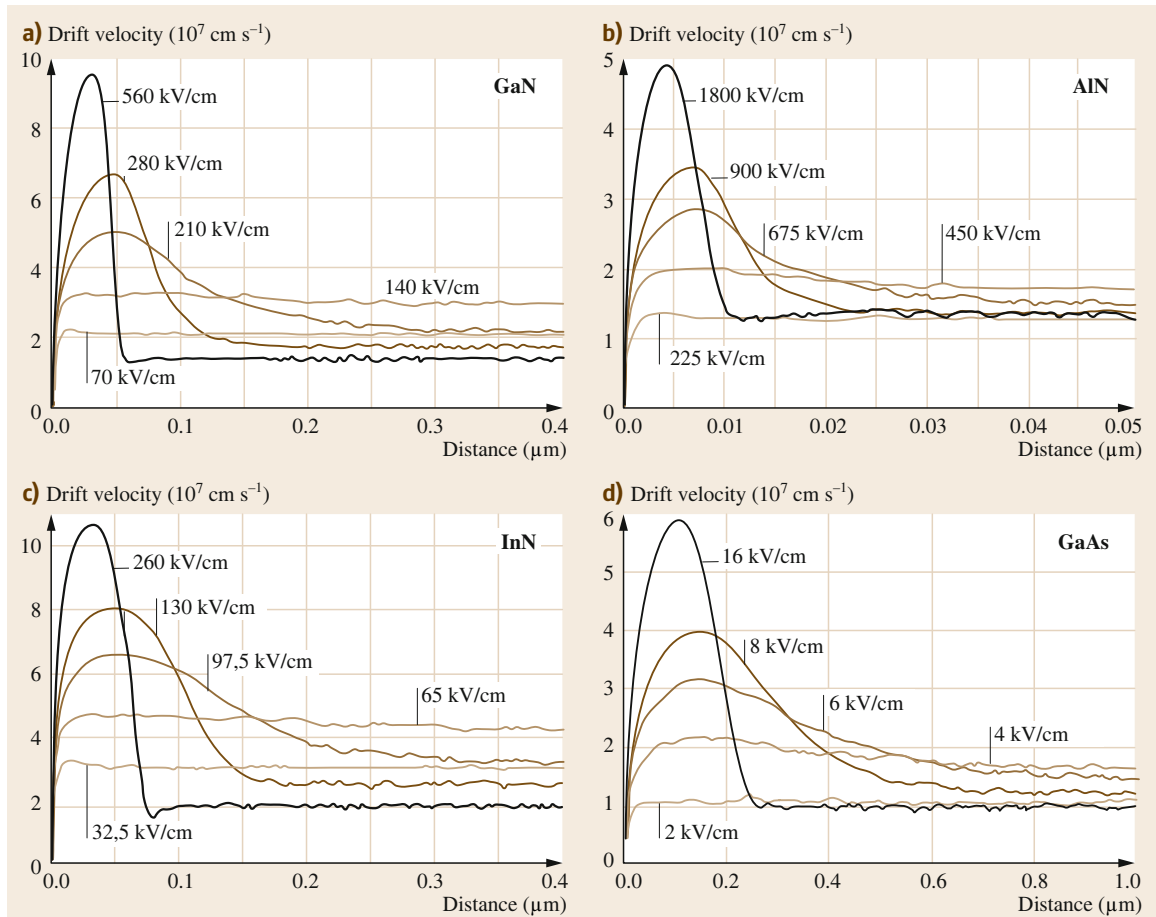 a) Drift velocity (10⁷ cm s⁻¹)
10
8
6
4
2
0
GaN
560 kV/cm
280 kV/cm
210 kV/cm
140 kV/cm
70 kV/cm
0.0 0.1 0.2 0.3 0.4
Distance (µm)
b) Drift velocity (10⁷ cm s⁻¹)
5
4
3
2
1
0
AlN
1800 kV/cm
900 kV/cm
675 kV/cm
450 kV/cm
225 kV/cm
0.0 0.01 0.02 0.03 0.04 0.05
Distance (µm)
c) Drift velocity (10⁷ cm s⁻¹)
10
8
6
4
2
0
InN
260 kV/cm
130 kV/cm
97,5 kV/cm
65 kV/cm
32,5 kV/cm
0.0 0.1 0.2 0.3 0.4
Distance (µm)
d) Drift velocity (10⁷ cm s⁻¹)
6
5
4
3
2
1
0
GaAs
16 kV/cm
8 kV/cm
6 kV/cm
4 kV/cm
2 kV/cm
0.0 0.2 0.4 0.6 0.8 1.0
Distance (µm)